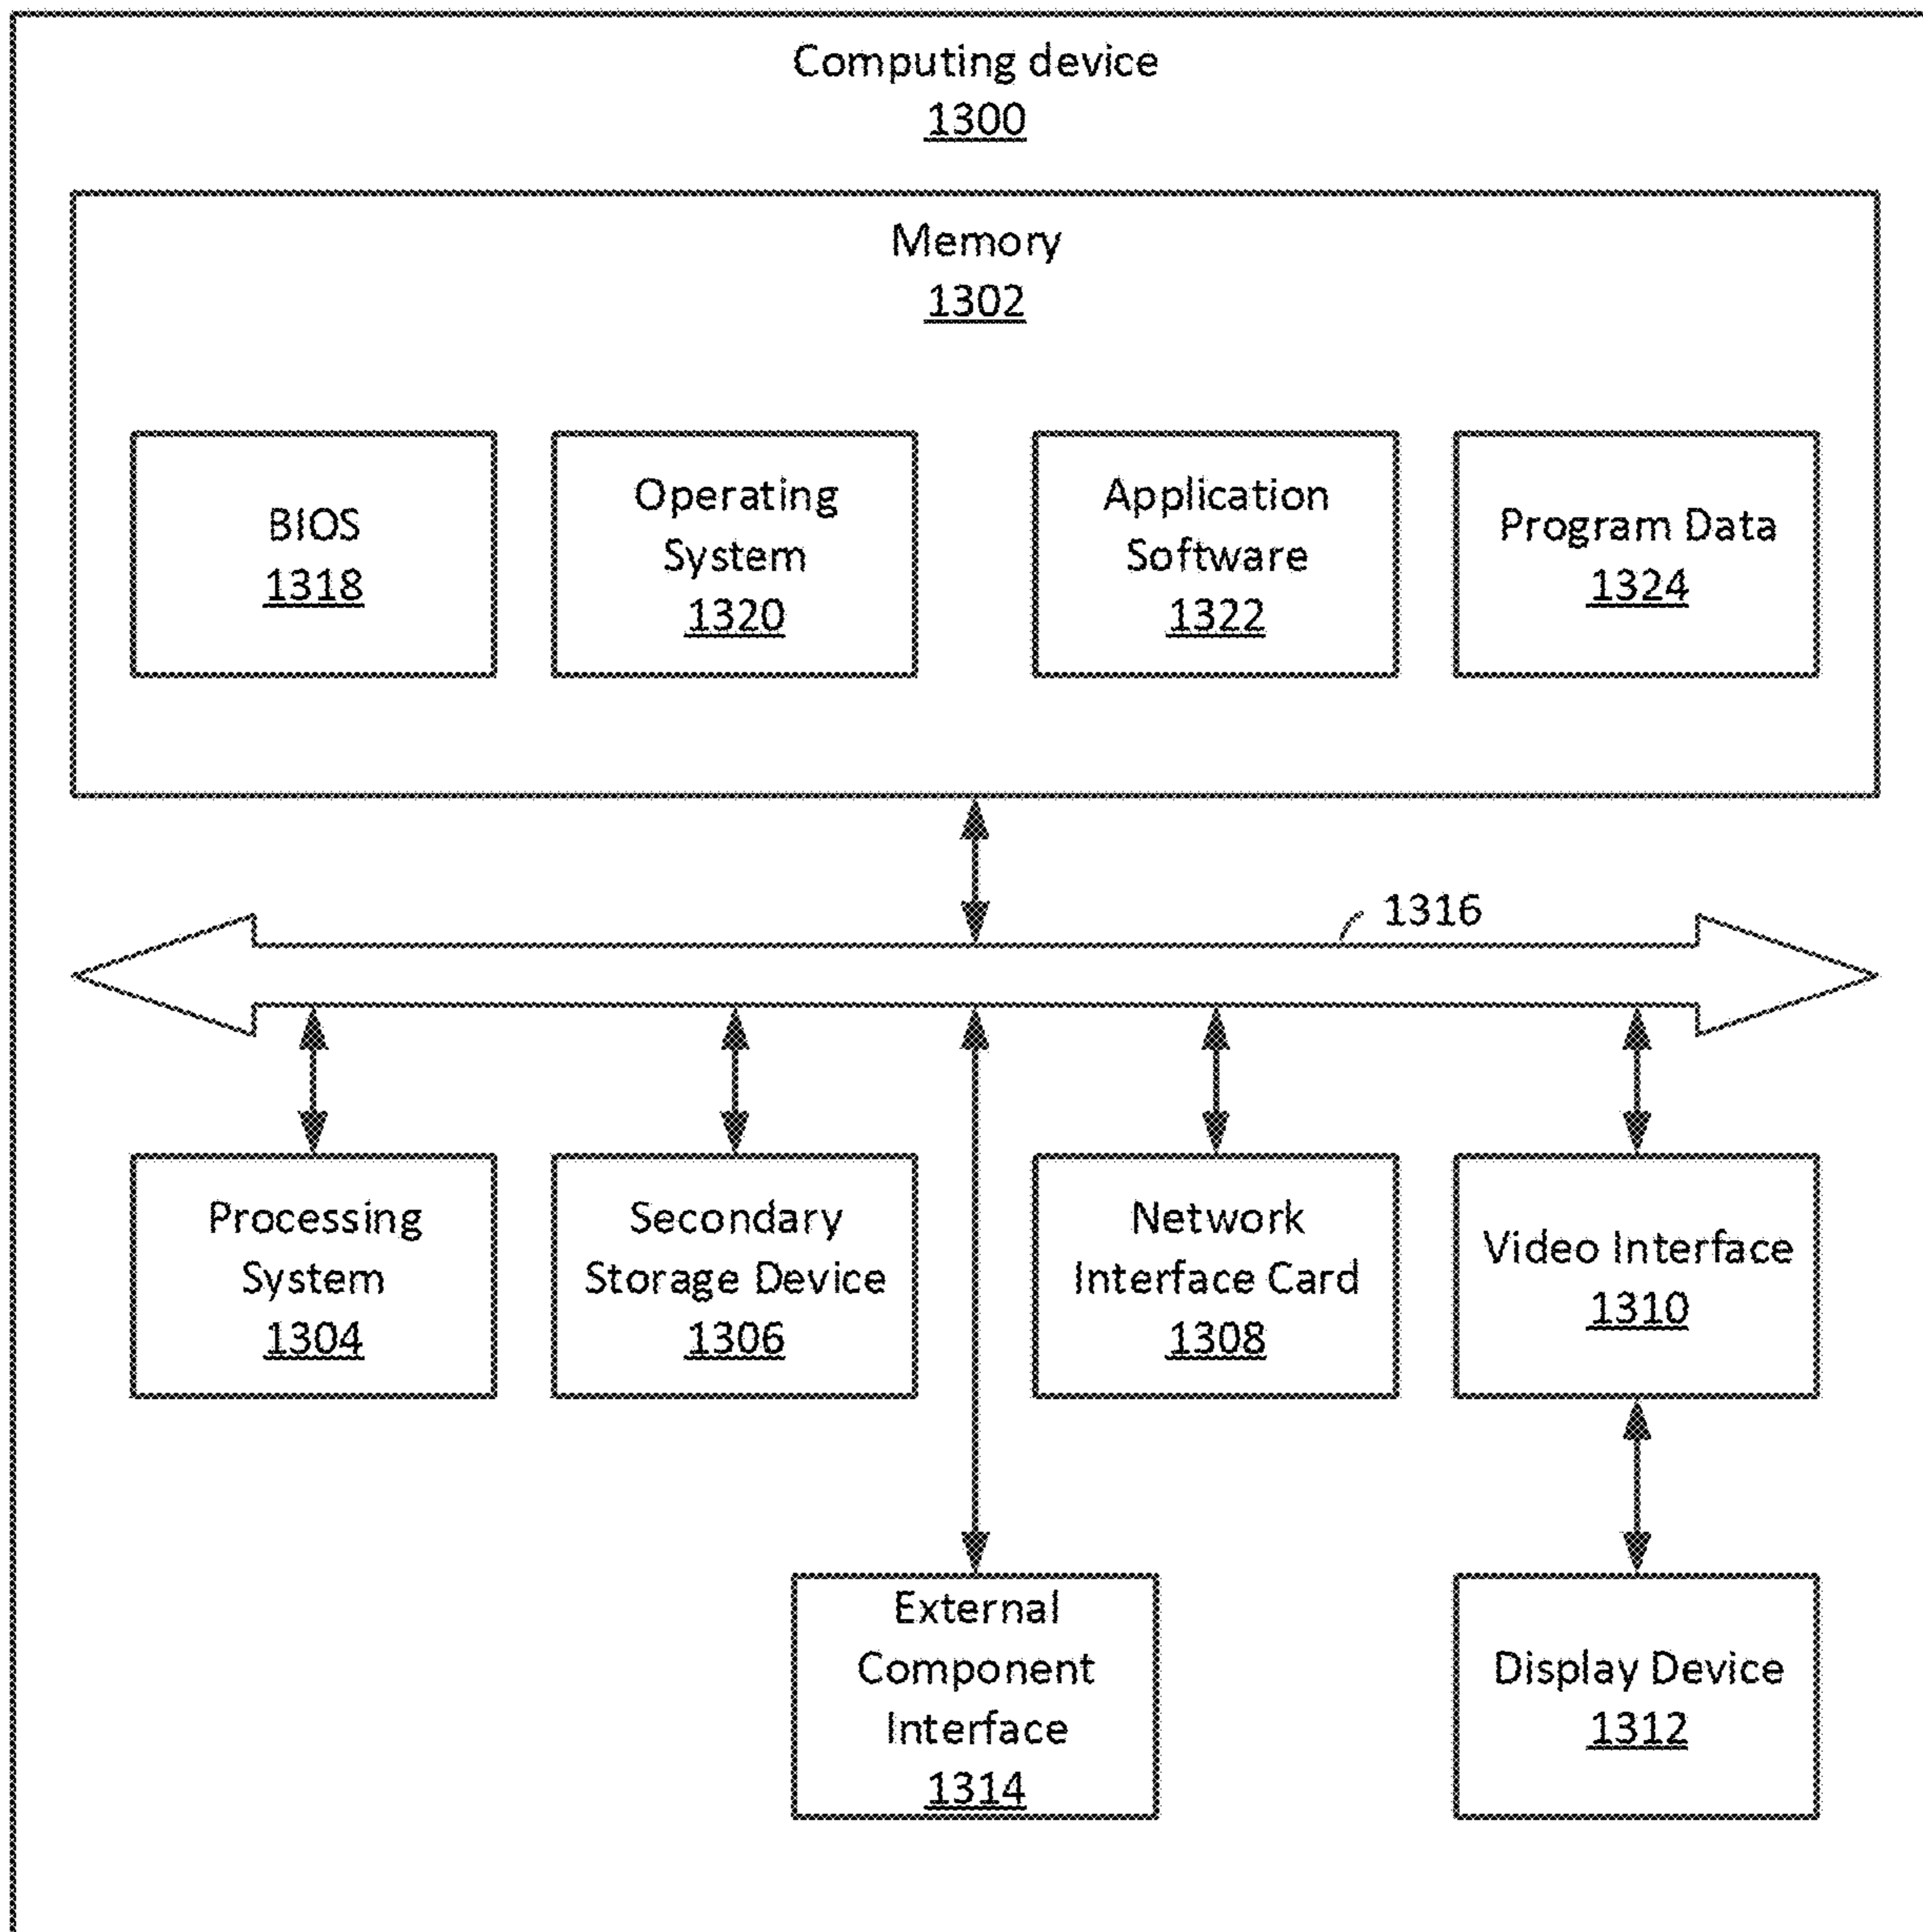 Computing device
1300
Memory
1302
BIOS
1318
Operating
System
1320
Application
Software
1322
Program Data
1324
1316
Processing
System
1304
Secondary
Storage Device
1306
Network
Interface Card
1308
Video Interface
1310
External
Component
Interface
1314
Display Device
1312